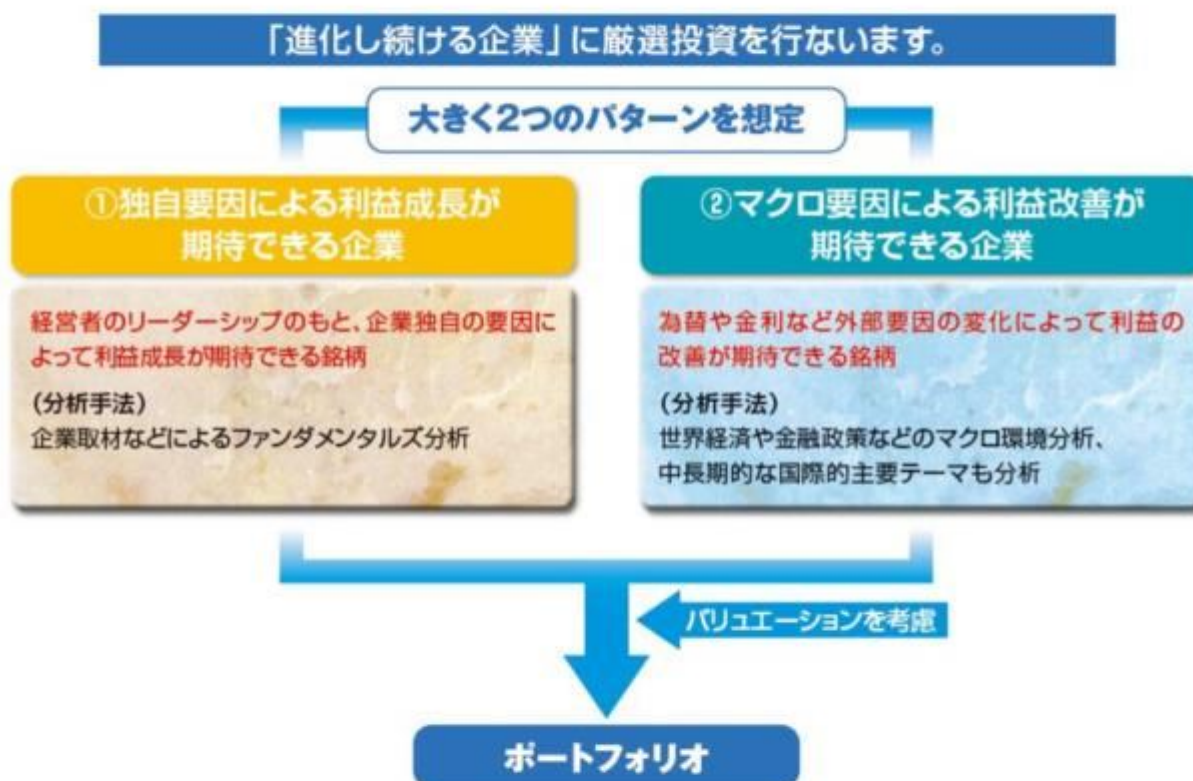 「進化し続ける企業」に厳選投資を行ないます。
大きく2つのパターンを想定
①独自要因による利益成長が
期待できる企業
経営者のリーダーシップのもと、企業独自の要因に
よって利益成長が期待できる銘柄
(分析手法)
企業取材などによるファンダメンタルズ分析
②マクロ要因による利益改善が
期待できる企業
為替や金利など外部要因の変化によって利益の
改善が期待できる銘柄
(分析手法)
世界経済や金融政策などのマクロ環境分析、
中長期的な国際的主要テーマも分析
バリュエーションを考慮
ポートフォリオ